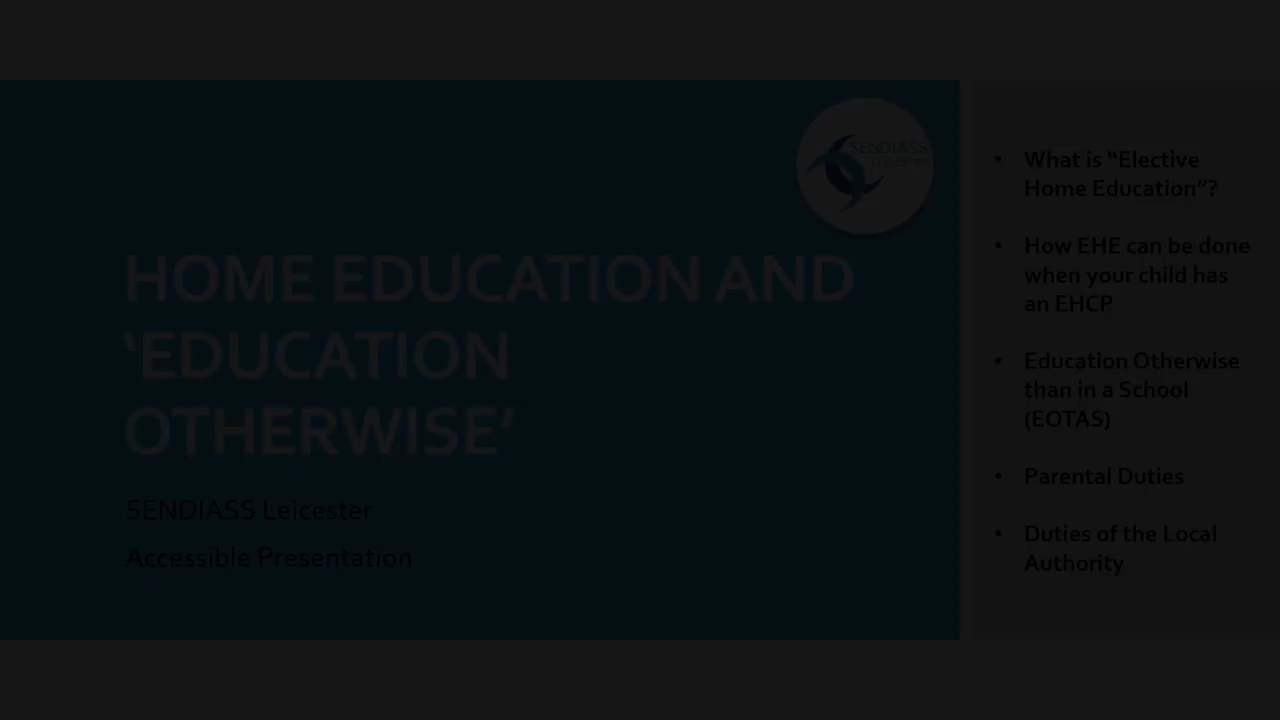 SENDIASS
Leicester
HOME EDUCATION AND
‘EDUCATION
OTHERWISE’
SENDIASS Leicester
Accessible Presentation
• What is “Elective
Home Education”?
• How EHE can be done
when your child has
an EHCP
• Education Otherwise
than in a School
(EOTAS)
• Parental Duties
• Duties of the Local
Authority